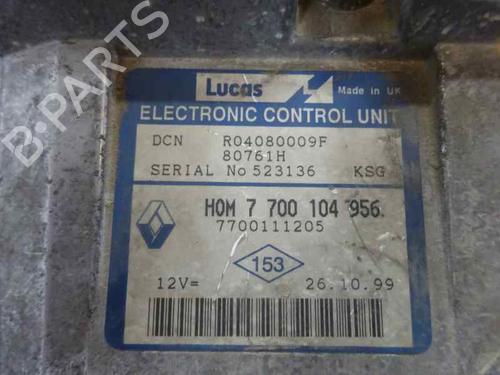 Lucas Made in UK
ELECTRONIC CONTROL UNIT
DCN R04080009F
80761H
SERIAL No 523136 KSG
HOM 7 700 104 956
7700111205
153
12V= 26.10.99
B-PARTS